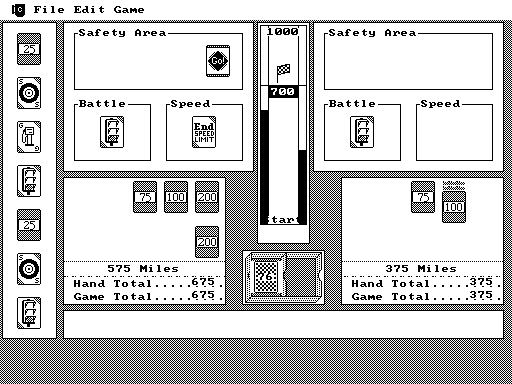 File Edit Game
25
Safety Area
Go!
Battle
Speed
End
SPEED
LIMIT
1000
700
Start
Safety Area
Battle
Speed
75
100
200
200
575 Miles
Hand Total.....675.
Game Total.....675.
75
100
375 Miles
Hand Total.....375.
Game Total.....375.
76
S
S
G
G
25
S
S